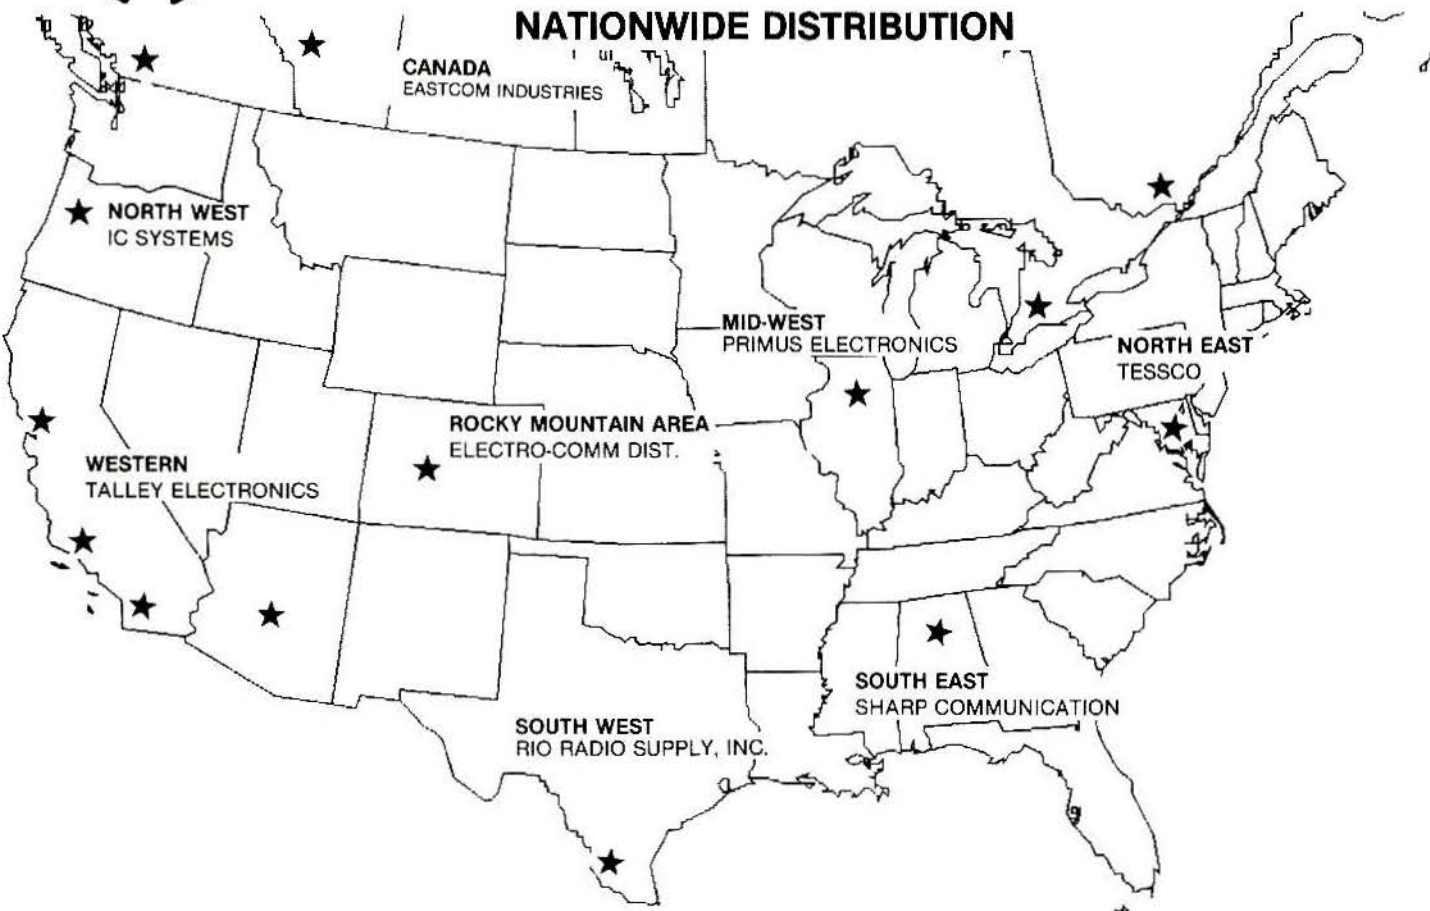 NATIONWIDE DISTRIBUTION
CANADA
EASTCOM INDUSTRIES
NORTH WEST
IC SYSTEMS
MID-WEST
PRIMUS ELECTRONICS
NORTH EAST
TESSCO
ROCKY MOUNTAIN AREA
ELECTRO-COMM DIST.
WESTERN
TALLEY ELECTRONICS
SOUTH EAST
SHARP COMMUNICATION
SOUTH WEST
RIO RADIO SUPPLY, INC.